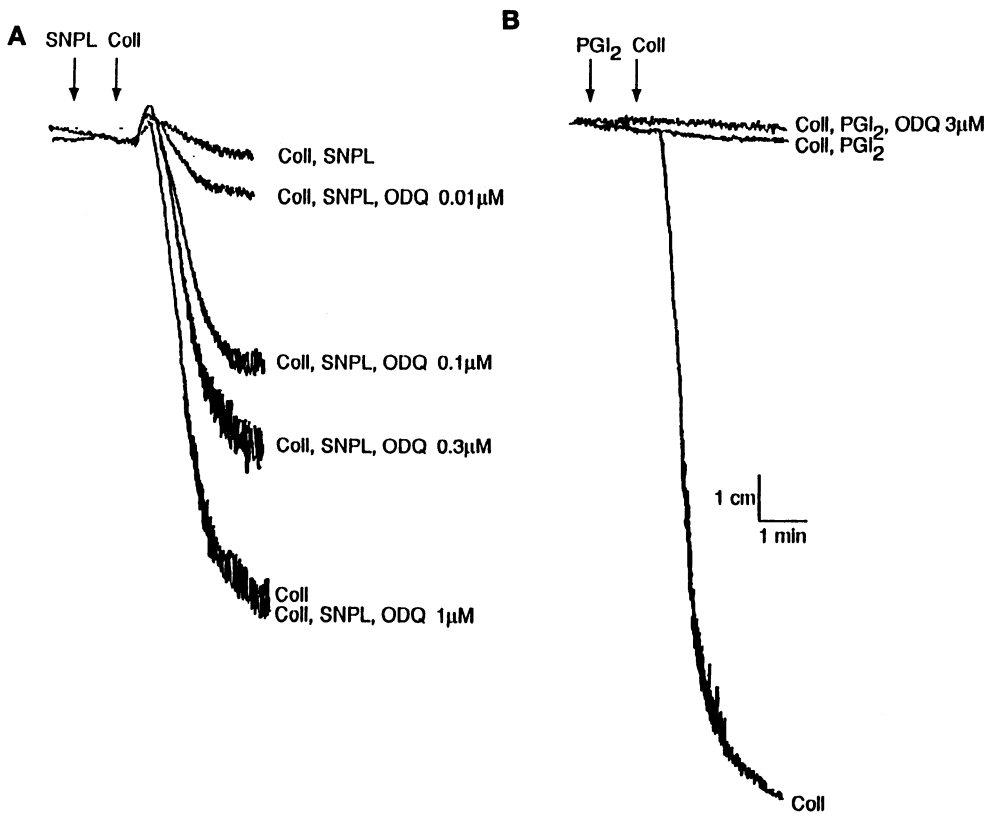 A
SNPL Coll
Coll, SNPL
Coll, SNPL, ODQ 0.01μM
Coll, SNPL, ODQ 0.1μM
Coll, SNPL, ODQ 0.3μM
Coll
Coll, SNPL, ODQ 1μM
B
PGI2 Coll
Coll, PGI2, ODQ 3μM
Coll, PGI2
1 cm
1 min
Coll